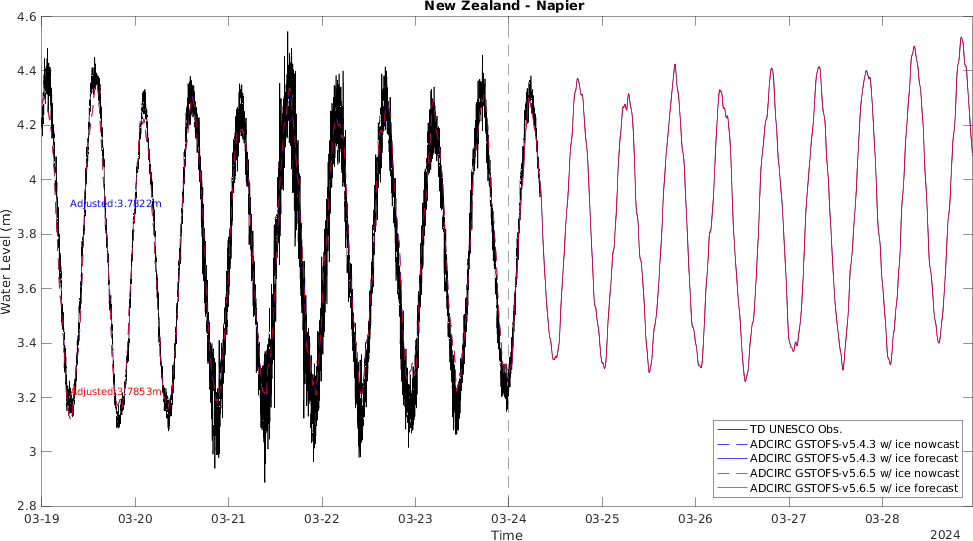 New Zealand - Napier
4.6
4.4
4.2
4
3.8
3.6
3.4
3.2
3
2.8
Water Level (m)
Adjusted:3.7822m
Adjusted:3.7853m
TD UNESCO Obs.
ADCIRC GSTOFS-v5.4.3 w/ ice nowcast
ADCIRC GSTOFS-v5.4.3 w/ ice forecast
ADCIRC GSTOFS-v5.6.5 w/ ice nowcast
ADCIRC GSTOFS-v5.6.5 w/ ice forecast
03-19 03-20 03-21 03-22 03-23 03-24 03-25 03-26 03-27 03-28
Time
2024